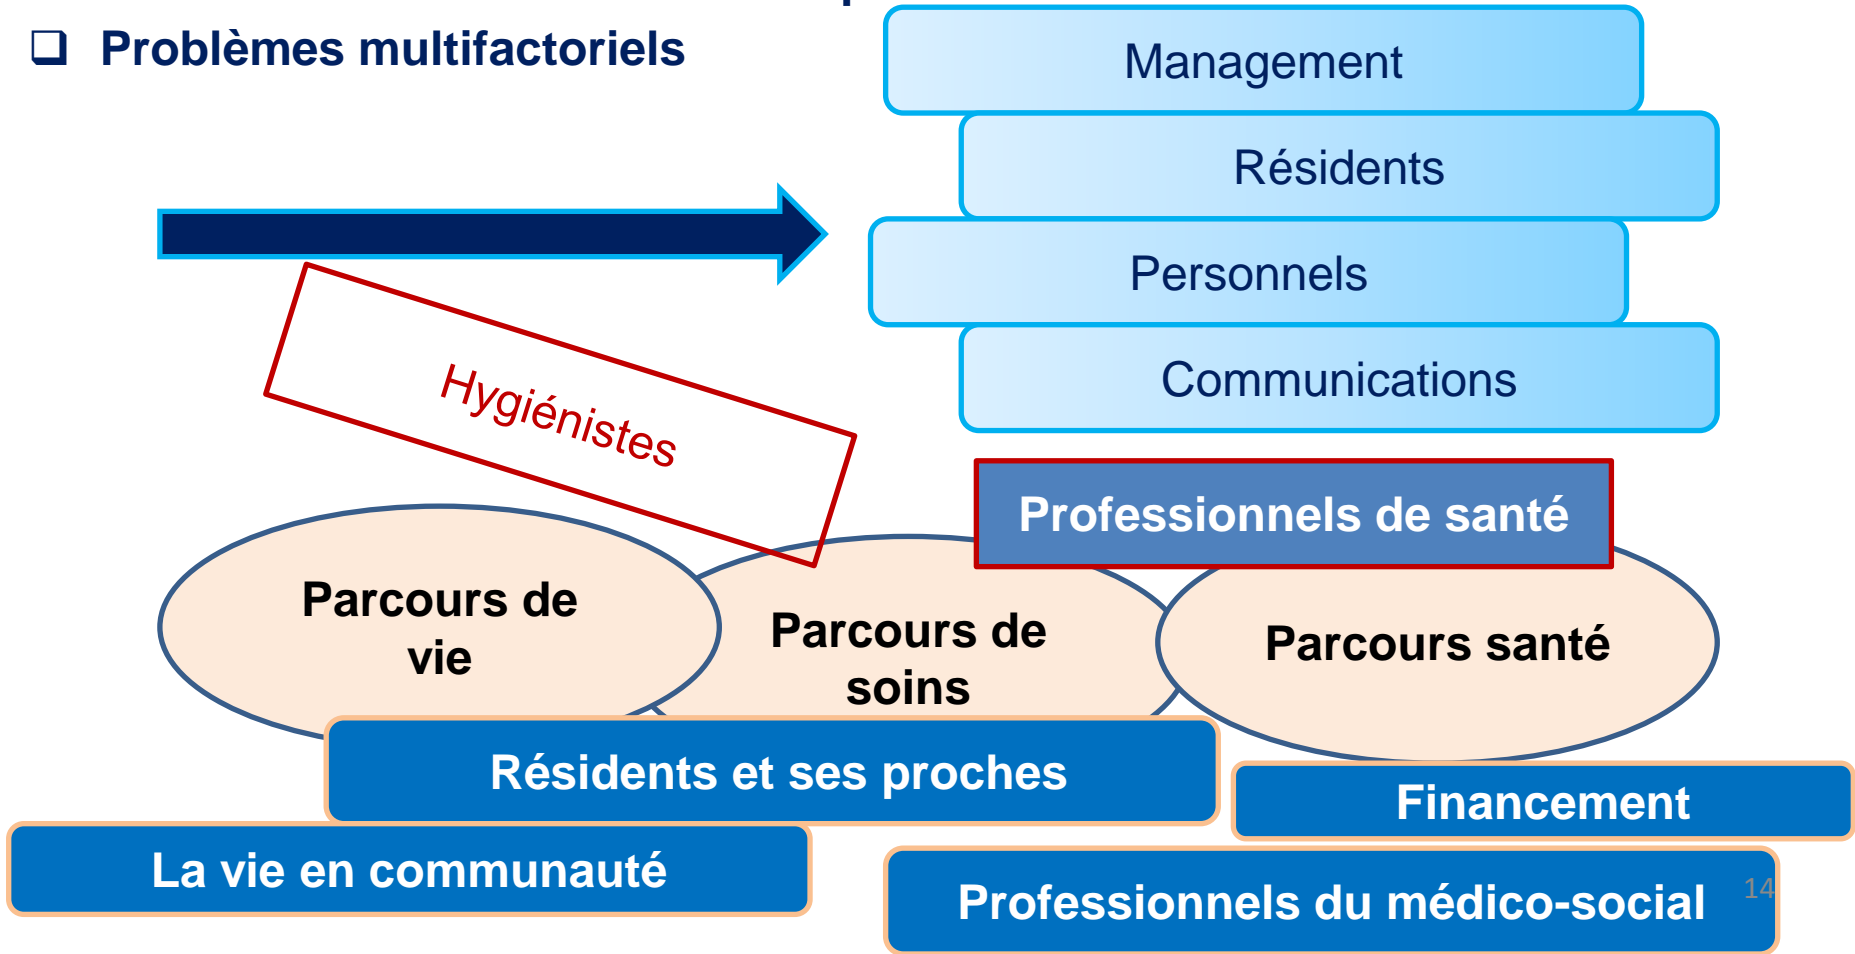 Problèmes multifactoriels
Management
Résidents
Personnels
Communications
Hygiénistes
Professionnels de santé
Parcours de
vie
Parcours de
soins
Parcours santé
Résidents et ses proches
Financement
La vie en communauté
Professionnels du médico-social
14